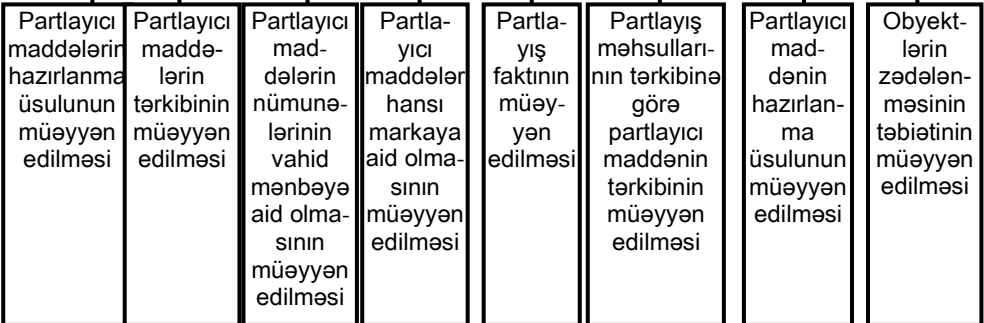 Partlayıcı
maddələrin
hazırlanma
üsulunun
müəyyən
edilməsi
Partlayıcı
maddə-
lərin
tərkibinin
müəyyən
edilməsi
Partlayıcı
mad-
dələrin
nümunə-
lərinin
vahid
mənbəyə
aid olma-
sının
müəyyən
edilməsi
Partla-
yıcı
maddələr
hansı
markaya
aid olma-
sının
müəyyən
edilməsi
Partla-
yış
faktının
müəy-
yən
edilməsi
Partlayış
məhsulları-
nın tərkibinə
görə
partlayıcı
maddənin
tərkibinin
müəyyən
edilməsi
Partlayıcı
mad-
dənin
hazırlan-
ma
üsulunun
müəyyən
edilməsi
Obyekt-
lərin
zədələn-
məsinin
təbiətinin
müəyyən
edilməsi